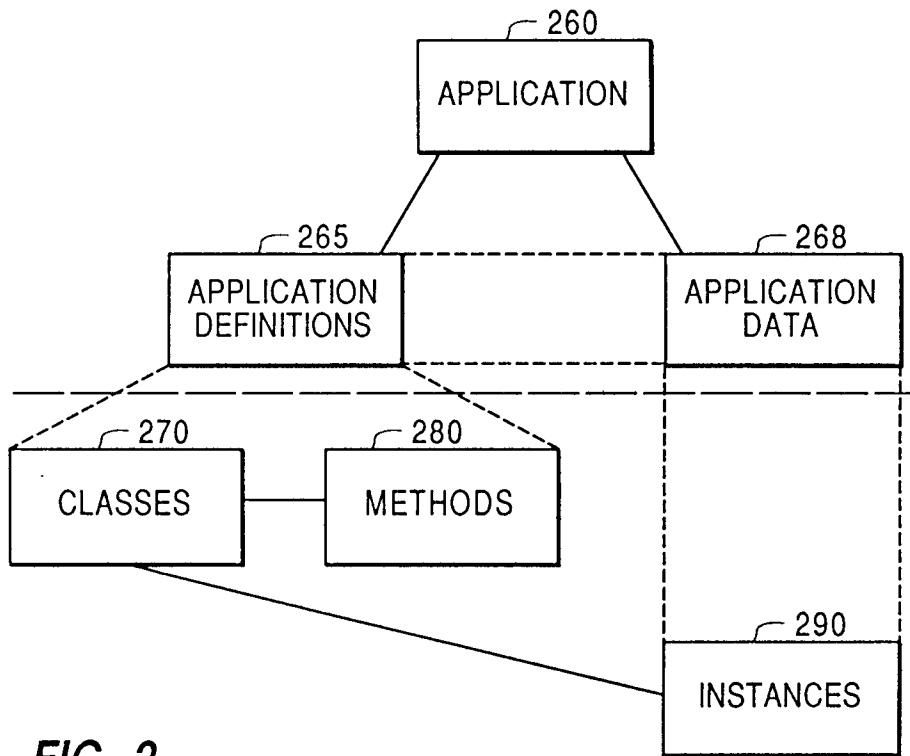 260
APPLICATION
265
APPLICATION
DEFINITIONS
268
APPLICATION
DATA
270
CLASSES
280
METHODS
290
INSTANCES
FIG. 2